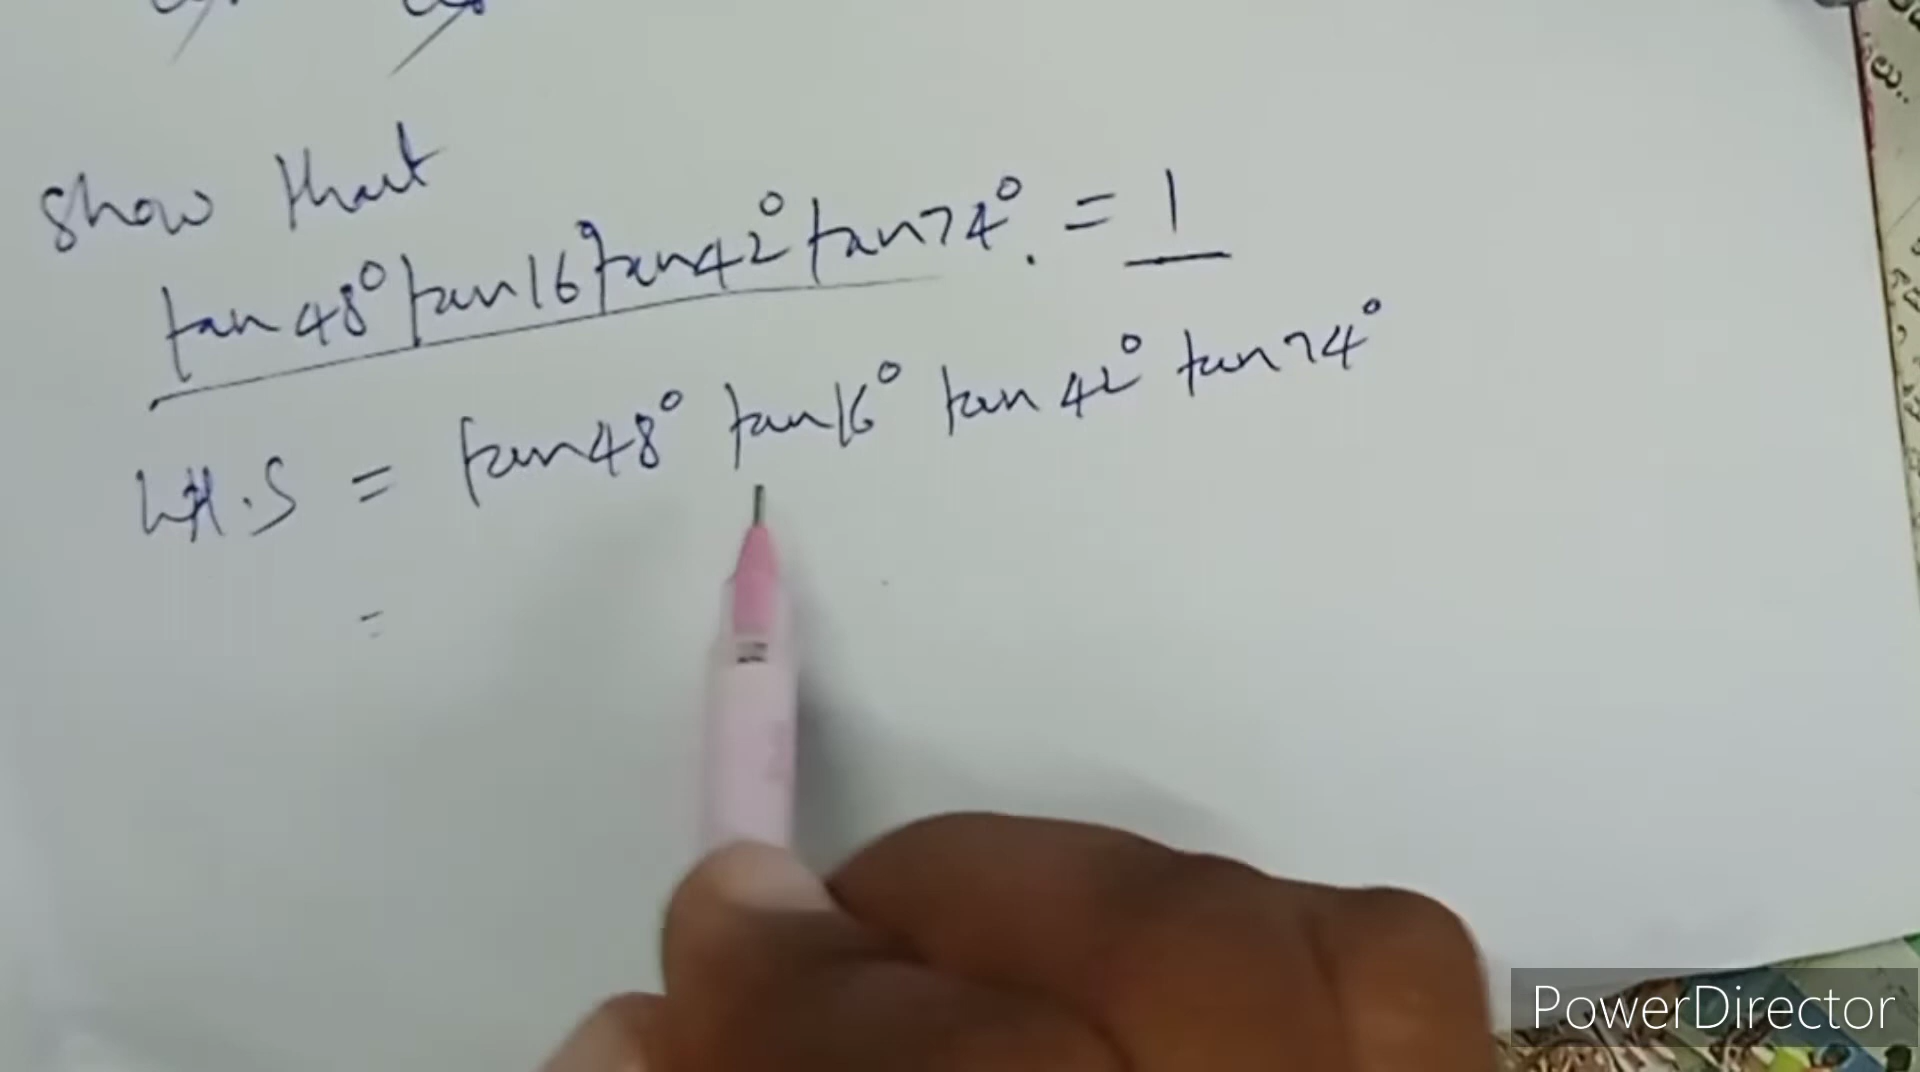 Show that
tan 48° tan 16° tan 42° tan 74° = 1
L.H.S = tan 48° tan 16° tan 42° tan 74°
=
PowerDirector